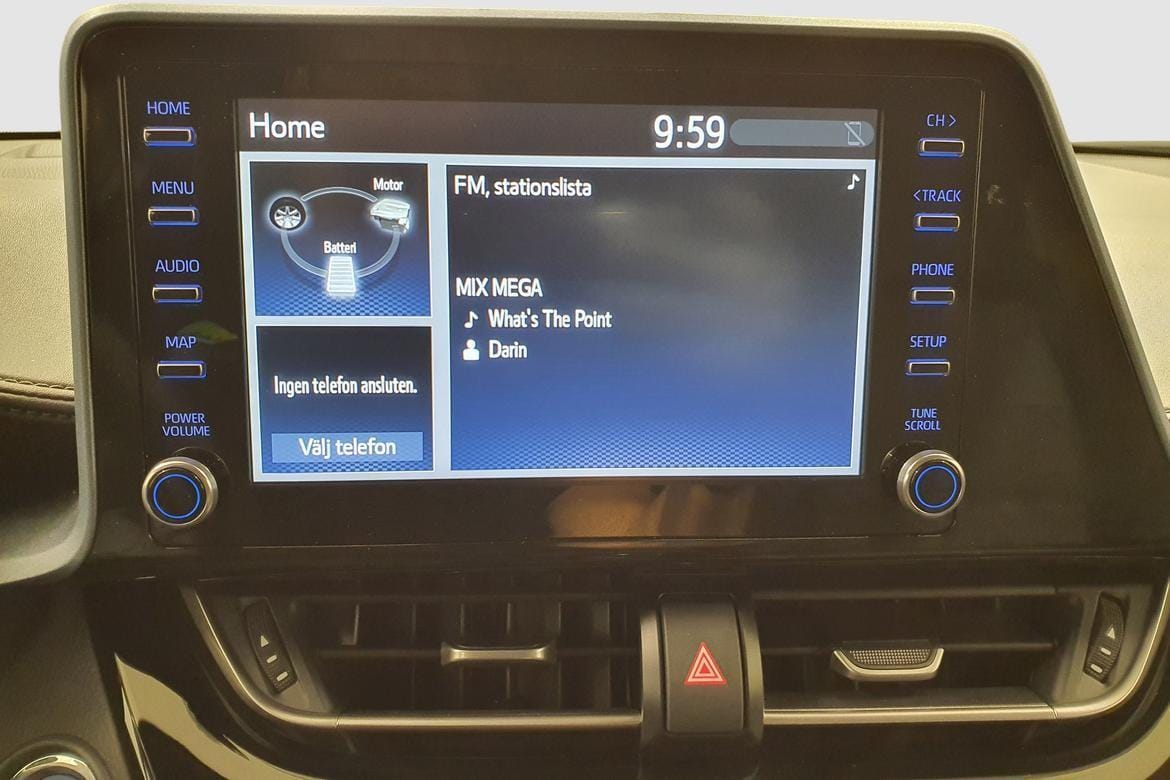 HOME
MENU
AUDIO
MAP
POWER
VOLUME
Home
9:59
Motor
Batteri
Ingen telefon ansluten.
Välj telefon
FM, stationslista
MIX MEGA
What's The Point
Darin
CH >
< TRACK
PHONE
SETUP
TUNE
SCROLL